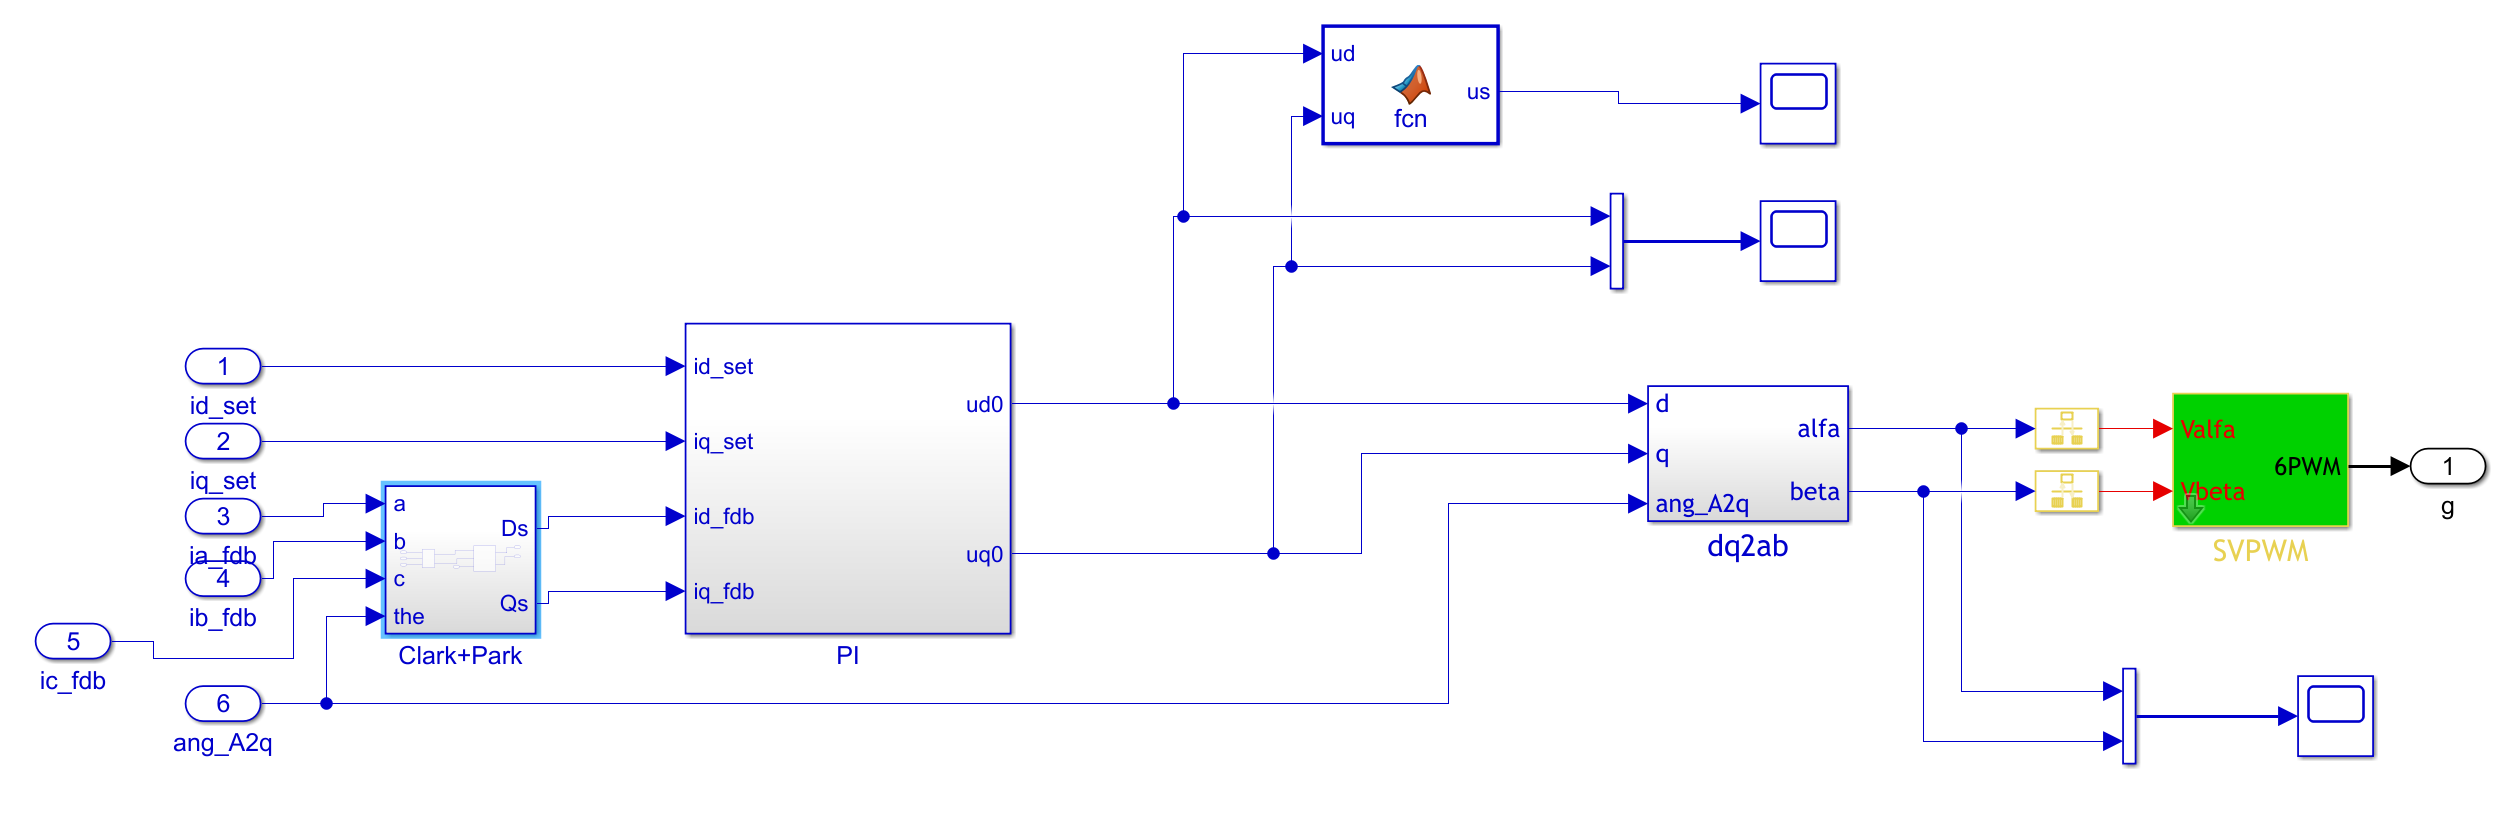 ud
uq
us
fcn
1
id_set
2
iq_set
3
ia_fdb
4
ib_fdb
5
ic_fdb
6
ang_A2q
a
b
c
the
Ds
Qs
Clark+Park
id_set
iq_set
id_fdb
iq_fdb
ud0
uq0
PI
d
q
ang_A2q
alfa
beta
dq2ab
Valfa
Vbeta
6PWM
SVPWM
1
g